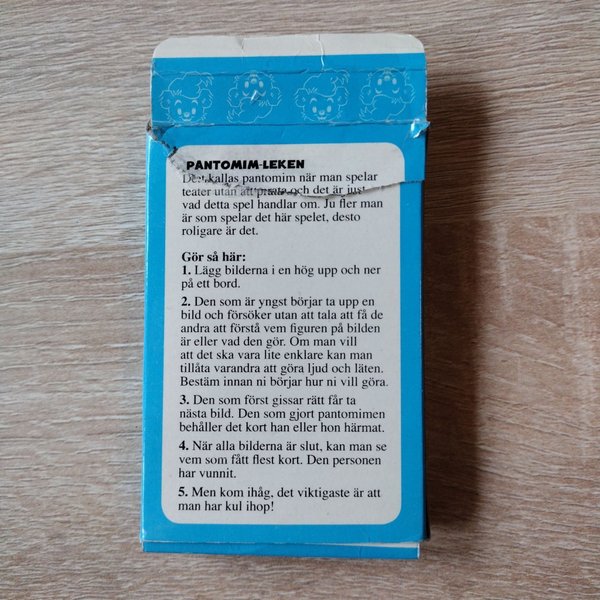 PANTOMIM-LEKEN
Det kallas pantomim när man spelar
teater utan att prata och det är just
vad detta spel handlar om. Ju fler man
är som spelar det här spelet, desto
roligare är det.
Gör så här:
1. Lägg bilderna i en hög upp och ner
på ett bord.
2. Den som är yngst börjar ta upp en
bild och försöker utan att tala att få de
andra att förstå vem figuren på bilden
är eller vad den gör. Om man vill
att det ska vara lite enklare kan man
tillåta varandra att göra ljud och läten.
Bestäm innan ni börjar hur ni vill göra.
3. Den som först gissar rätt får ta
nästa bild. Den som gjort pantomimen
behåller det kort han eller hon härmat.
4. När alla bilderna är slut, kan man se
vem som fått flest kort. Den personen
har vunnit.
5. Men kom ihåg, det viktigaste är att
man har kul ihop!